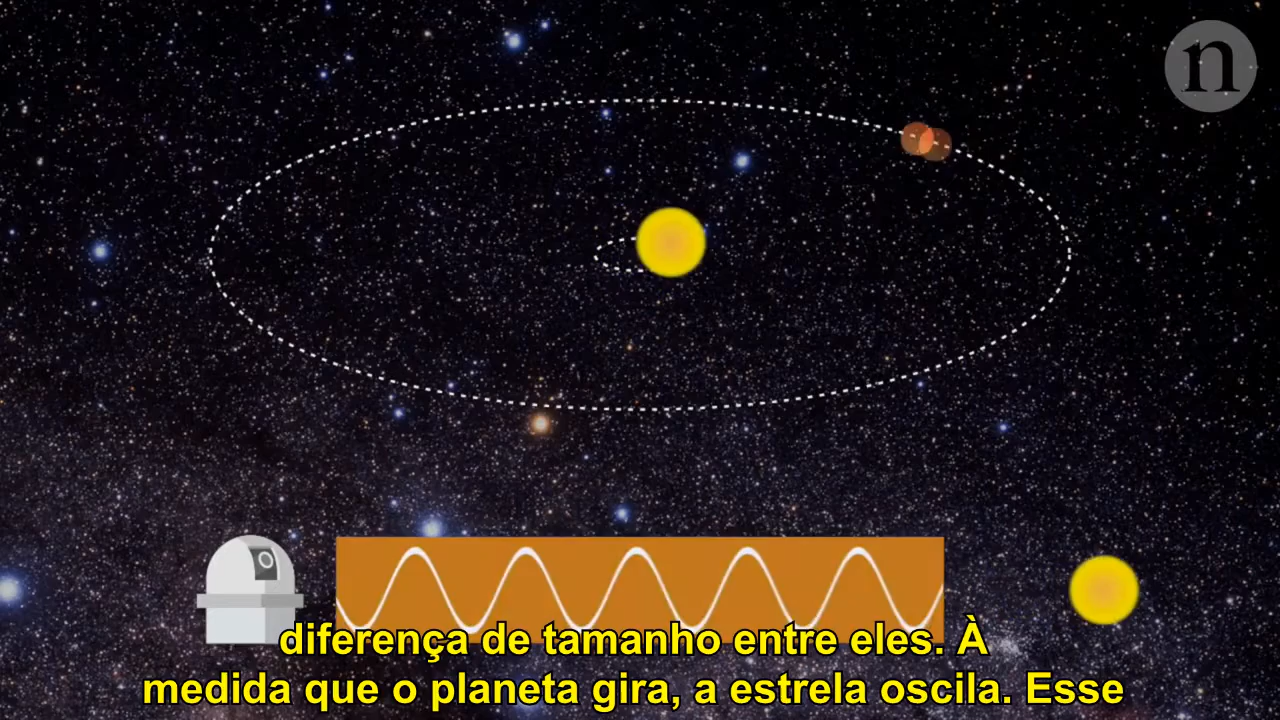 n
diferença de tamanho entre eles. À
medida que o planeta gira, a estrela oscila. Esse